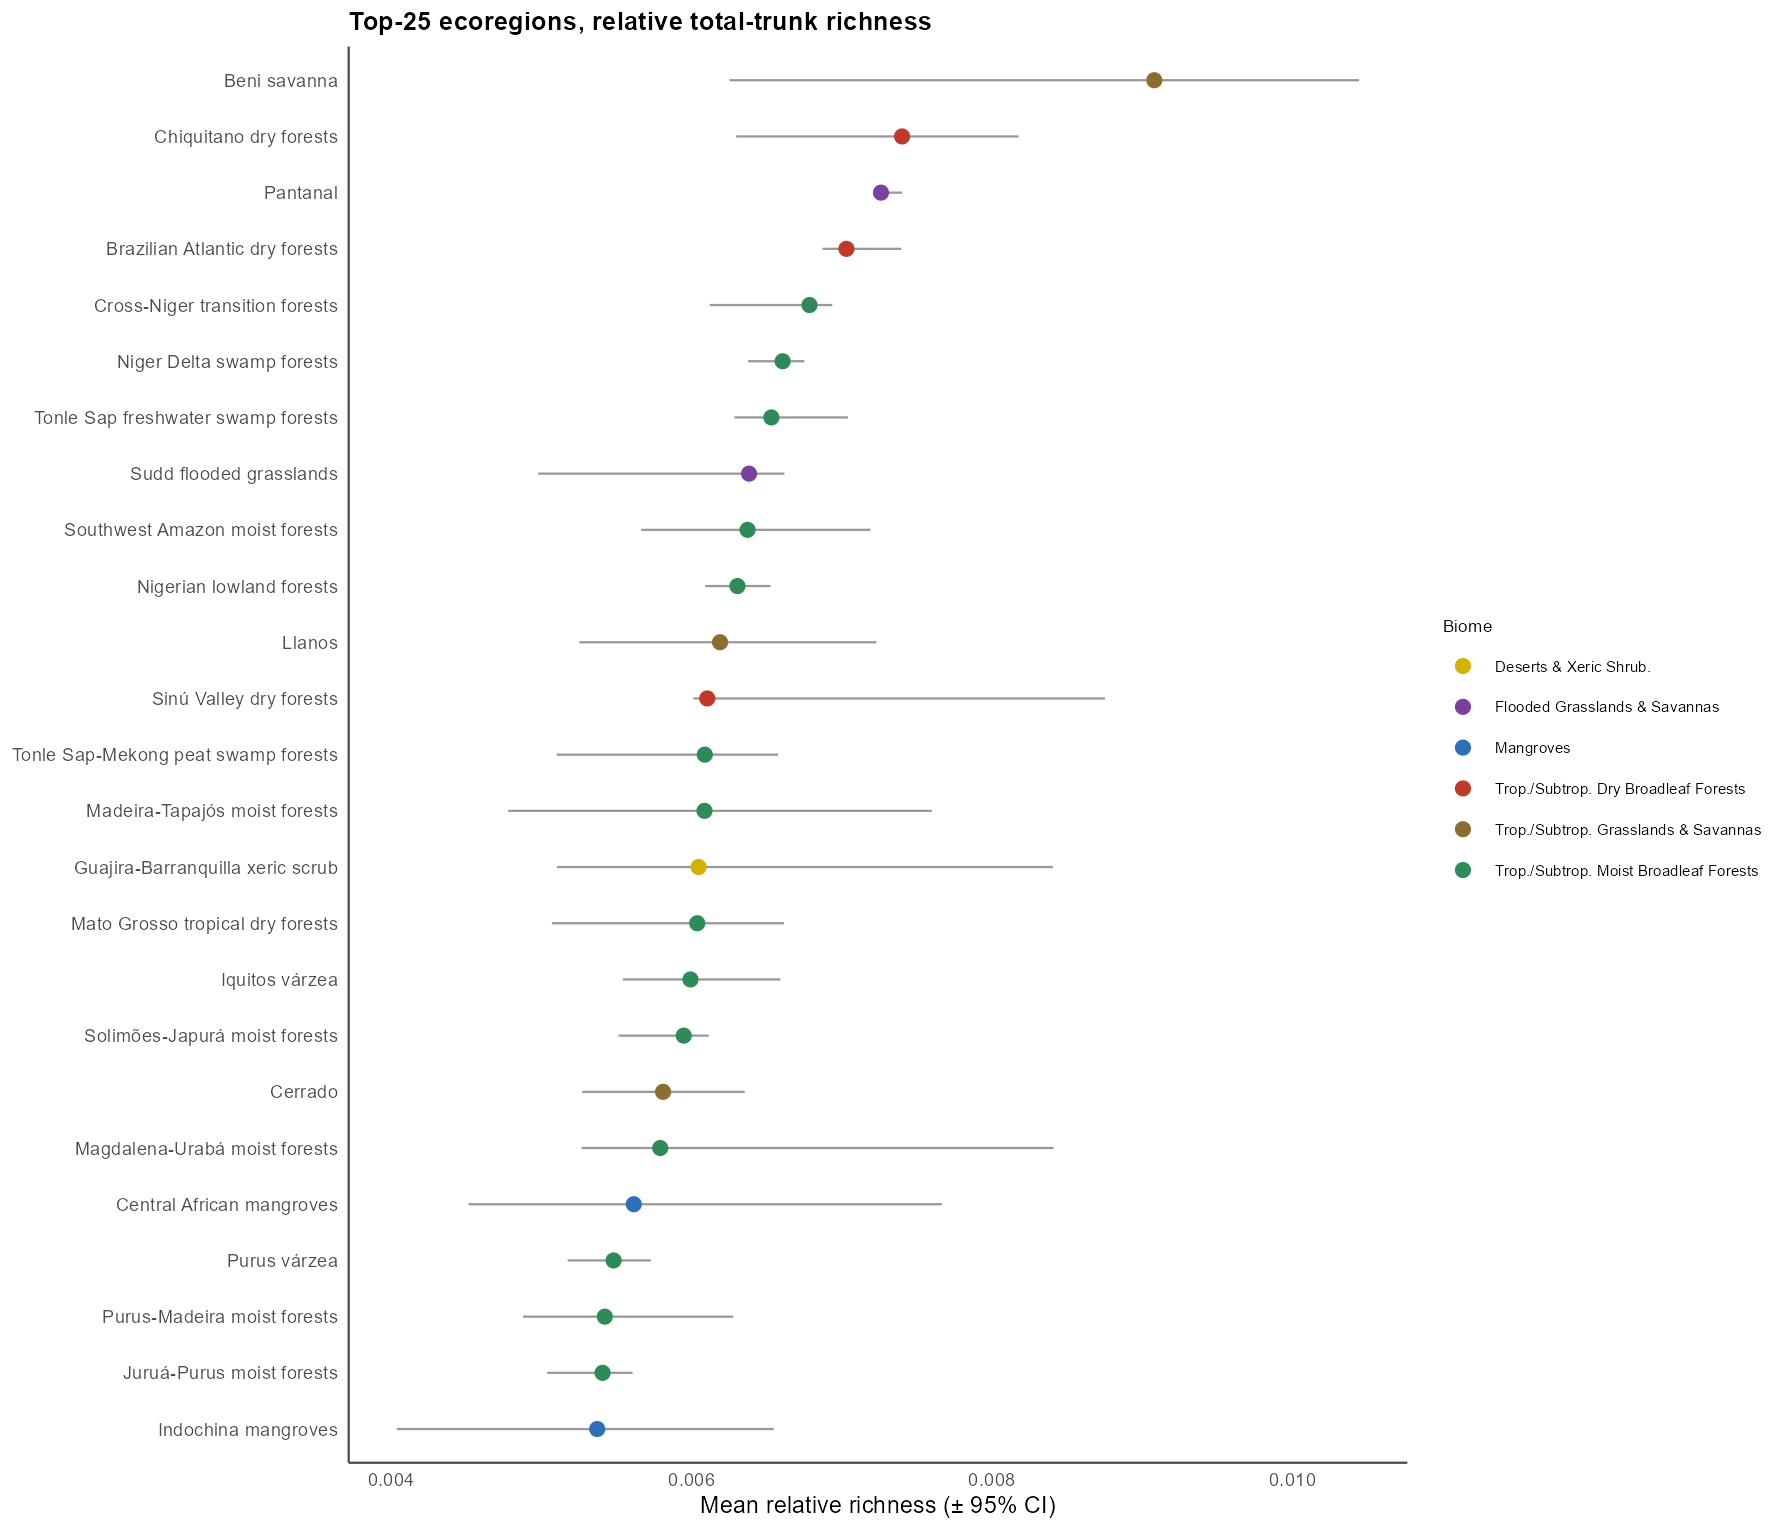 Top-25 ecoregions, relative total-trunk richness
Beni savanna
Chiquitano dry forests
Pantanal
Brazilian Atlantic dry forests
Cross-Niger transition forests
Niger Delta swamp forests
Tonle Sap freshwater swamp forests
Sudd flooded grasslands
Southwest Amazon moist forests
Nigerian lowland forests
Llanos
Sinú Valley dry forests
Tonle Sap-Mekong peat swamp forests
Madeira-Tapajós moist forests
Guajira-Barranquilla xeric scrub
Mato Grosso tropical dry forests
Iquitos várzea
Solimões-Japurá moist forests
Cerrado
Magdalena-Urabá moist forests
Central African mangroves
Purus várzea
Purus-Madeira moist forests
Juruá-Purus moist forests
Indochina mangroves
0.004 0.006 0.008 0.010
Mean relative richness (± 95% CI)
Biome
Deserts & Xeric Shrub.
Flooded Grasslands & Savannas
Mangroves
Trop./Subtrop. Dry Broadleaf Forests
Trop./Subtrop. Grasslands & Savannas
Trop./Subtrop. Moist Broadleaf Forests